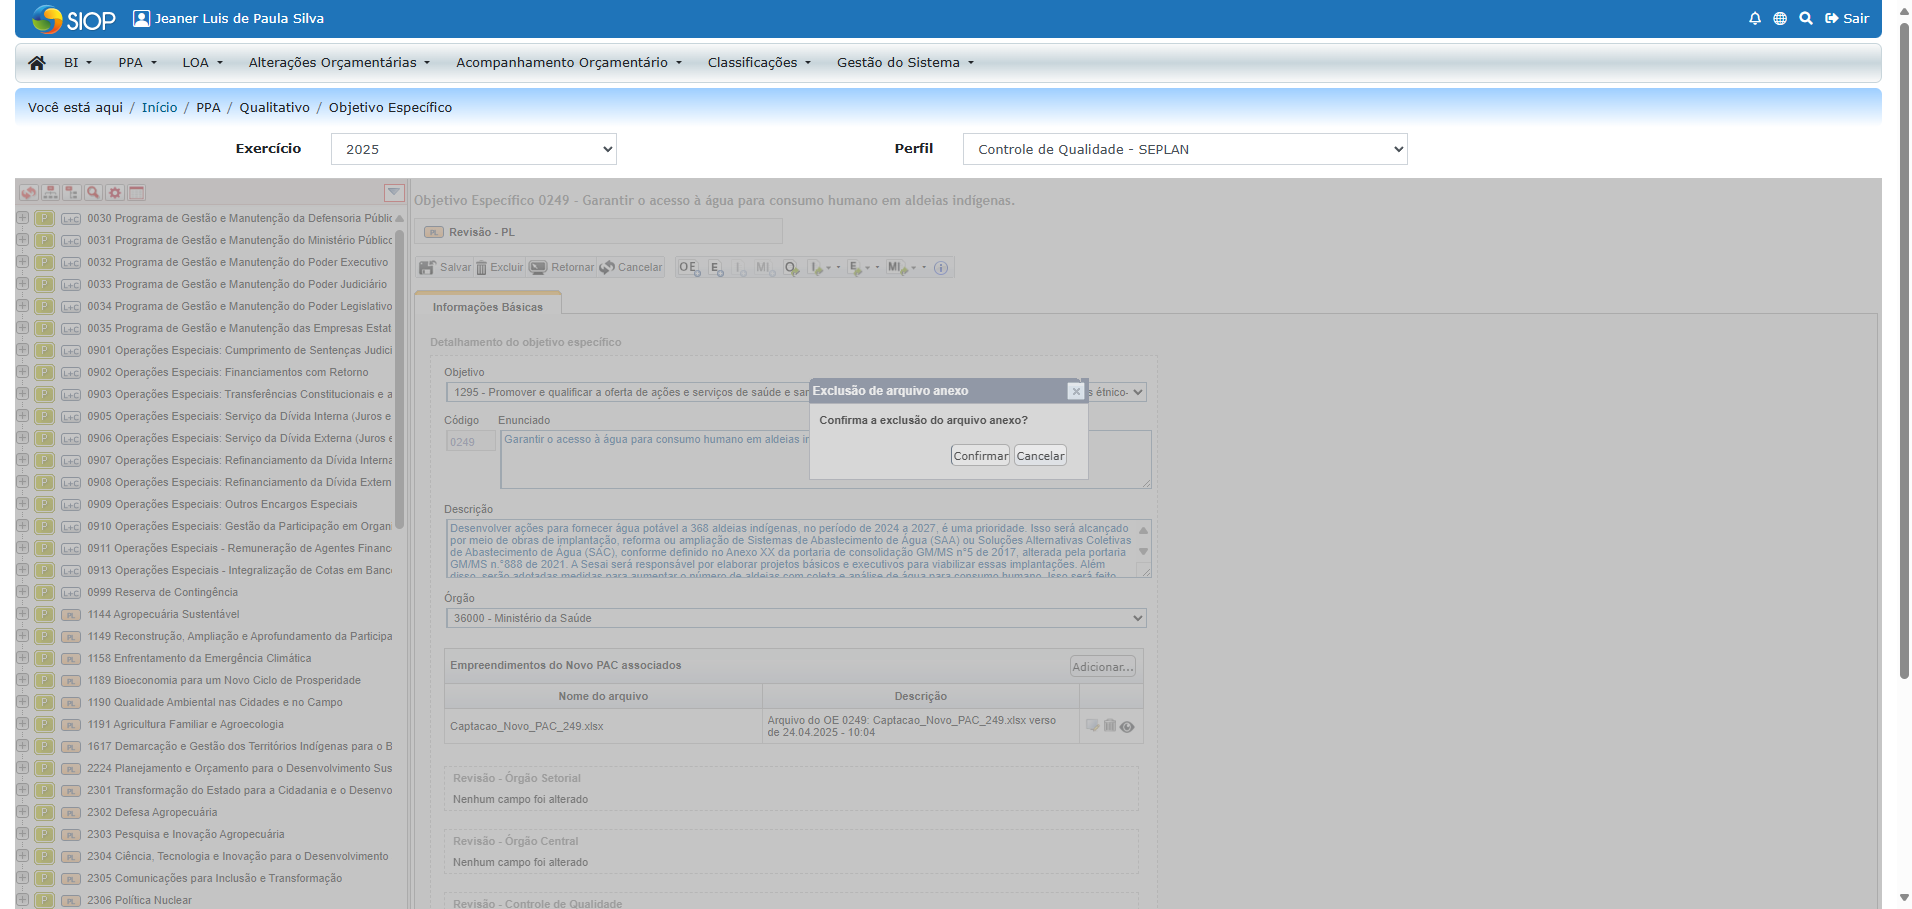 SIOP Jeaner Luis de Paula Silva Sair
BI PPA LOA Alterações Orçamentárias Acompanhamento Orçamentário Classificações Gestão do Sistema
Você está aqui / Início / PPA / Qualitativo / Objetivo Específico
Exercício 2025 Perfil Controle de Qualidade - SEPLAN
P L+C 0030 Programa de Gestão e Manutenção da Defensoria Públic
P L+C 0031 Programa de Gestão e Manutenção do Ministério Público
P L+C 0032 Programa de Gestão e Manutenção do Poder Executivo
P L+C 0033 Programa de Gestão e Manutenção do Poder Judiciário
P L+C 0034 Programa de Gestão e Manutenção do Poder Legislativo
P L+C 0035 Programa de Gestão e Manutenção das Empresas Estat
P L+C 0901 Operações Especiais: Cumprimento de Sentenças Judici
P L+C 0902 Operações Especiais: Financiamentos com Retorno
P L+C 0903 Operações Especiais: Transferências Constitucionais e a
P L+C 0905 Operações Especiais: Serviço da Dívida Interna (Juros e
P L+C 0906 Operações Especiais: Serviço da Dívida Externa (Juros e
P L+C 0907 Operações Especiais: Refinanciamento da Dívida Interna
P L+C 0908 Operações Especiais: Refinanciamento da Dívida Extern
P L+C 0909 Operações Especiais: Outros Encargos Especiais
P L+C 0910 Operações Especiais: Gestão da Participação em Organi
P L+C 0911 Operações Especiais - Remuneração de Agentes Financ
P L+C 0913 Operações Especiais - Integralização de Cotas em Banc
P L+C 0999 Reserva de Contingência
P PL 1144 Agropecuária Sustentável
P PL 1149 Reconstrução, Ampliação e Aprofundamento da Participa
P PL 1158 Enfrentamento da Emergência Climática
P PL 1189 Bioeconomia para um Novo Ciclo de Prosperidade
P PL 1190 Qualidade Ambiental nas Cidades e no Campo
P PL 1191 Agricultura Familiar e Agroecologia
P PL 1617 Demarcação e Gestão dos Territórios Indígenas para o B
P PL 2224 Planejamento e Orçamento para o Desenvolvimento Sus
P PL 2301 Transformação do Estado para a Cidadania e o Desenvo
P PL 2302 Defesa Agropecuária
P PL 2303 Pesquisa e Inovação Agropecuária
P PL 2304 Ciência, Tecnologia e Inovação para o Desenvolvimento
P PL 2305 Comunicações para Inclusão e Transformação
P PL 2306 Política Nuclear
Objetivo Específico 0249 - Garantir o acesso à água para consumo humano em aldeias indígenas.
PL Revisão - PL
Salvar Excluir Retornar Cancelar OE E I MI O I E MI
Informações Básicas
Detalhamento do objetivo específico
Objetivo
1295 - Promover e qualificar a oferta de ações e serviços de saúde e sa étnico-
Código Enunciado
0249 Garantir o acesso à água para consumo humano em aldeias
Exclusão de arquivo anexo
Confirma a exclusão do arquivo anexo?
Confirmar Cancelar
Descrição
Desenvolver ações para fornecer água potável a 368 aldeias indígenas, no período de 2024 a 2027, é uma prioridade. Isso será alcançado
por meio de obras de implantação, reforma ou ampliação de Sistemas de Abastecimento de Água (SAA) ou Soluções Alternativas Coletivas
de Abastecimento de Água (SAC), conforme definido no Anexo XX da portaria de consolidação GM/MS n°5 de 2017, alterada pela portaria
GM/MS n.°888 de 2021. A Sesai será responsável por elaborar projetos básicos e executivos para viabilizar essas implantações. Além
disso, serão adotadas medidas para aumentar o número de aldeias com coleta e análise de água para consumo humano. Isso será feito
Órgão
36000 - Ministério da Saúde
Empreendimentos do Novo PAC associados Adicionar...
Nome do arquivo Descrição
Captacao_Novo_PAC_249.xlsx
Arquivo do OE 0249: Captacao_Novo_PAC_249.xlsx verso
de 24.04.2025 - 10:04
Revisão - Órgão Setorial
Nenhum campo foi alterado
Revisão - Órgão Central
Nenhum campo foi alterado
Revisão - Controle de Qualidade